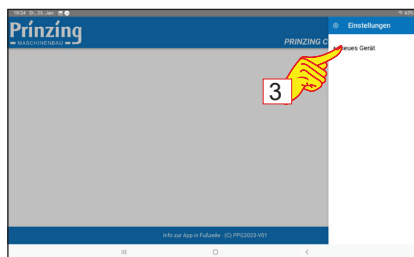 10:24 Di., 23. Jan.
63%
Prinzing
MASCHINENBAU
PRINZING C
Einstellungen
Neues Gerät
3
Info zur App in Fußzeile - (C) PPG2023-V01